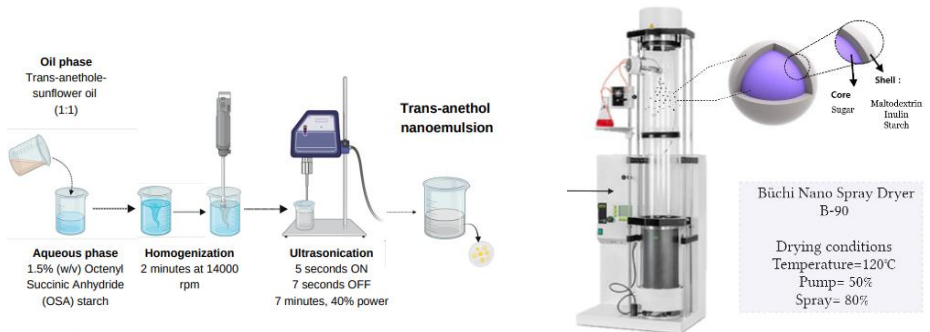 Oil phase
Trans-anethole-
sunflower oil
(1:1)
Aqueous phase
1.5% (w/v) Octenyl
Succinic Anhydride
(OSA) starch
Homogenization
2 minutes at 14000
rpm
Ultrasonication
5 seconds ON
7 seconds OFF
7 minutes, 40% power
Trans-anethol
nanoemulsion
Core
Sugar
Shell :
Maltodextrin
Inulin
Starch
Büchi Nano Spray Dryer
B-90
Drying conditions
Temperature=120℃
Pump= 50%
Spray= 80%